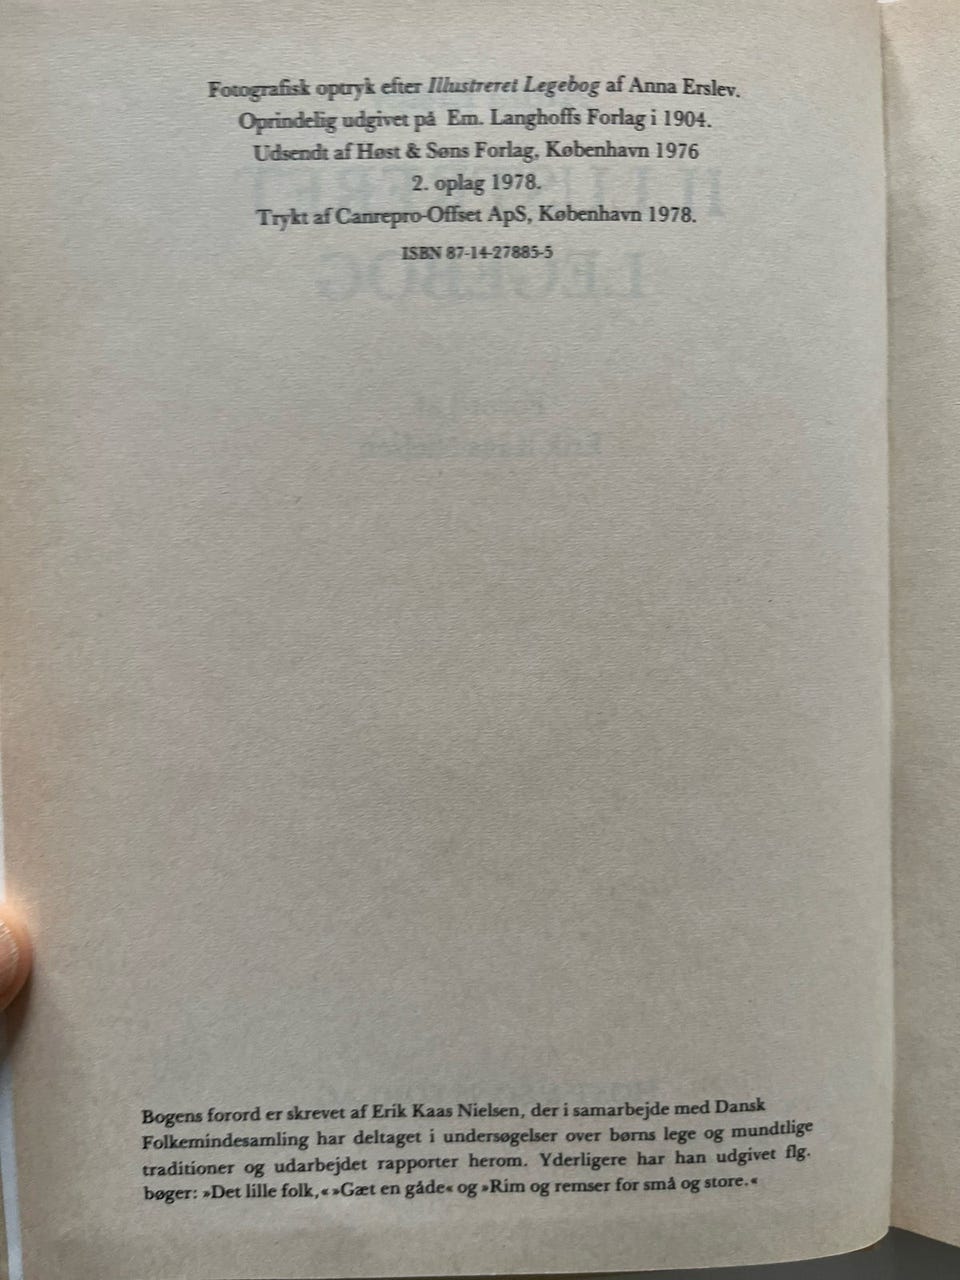 Fotografisk optryk efter Illustreret Legebog af Anna Erslev.
Oprindelig udgivet på Em. Langhoffs Forlag i 1904.
Udsendt af Høst & Søns Forlag, København 1976
2. oplag 1978.
Trykt af Canrepro-Offset ApS, København 1978.
ISBN 87-14-27885-5
LEGEBOG
Bogens forord er skrevet af Erik Kaas Nielsen, der i samarbejde med Dansk
Folkemindesamling har deltaget i undersøgelser over børns lege og mundtlige
traditioner og udarbejdet rapporter herom. Yderligere har han udgivet flg.
bøger: »Det lille folk,« »Gæt en gåde« og »Rim og remser for små og store.«